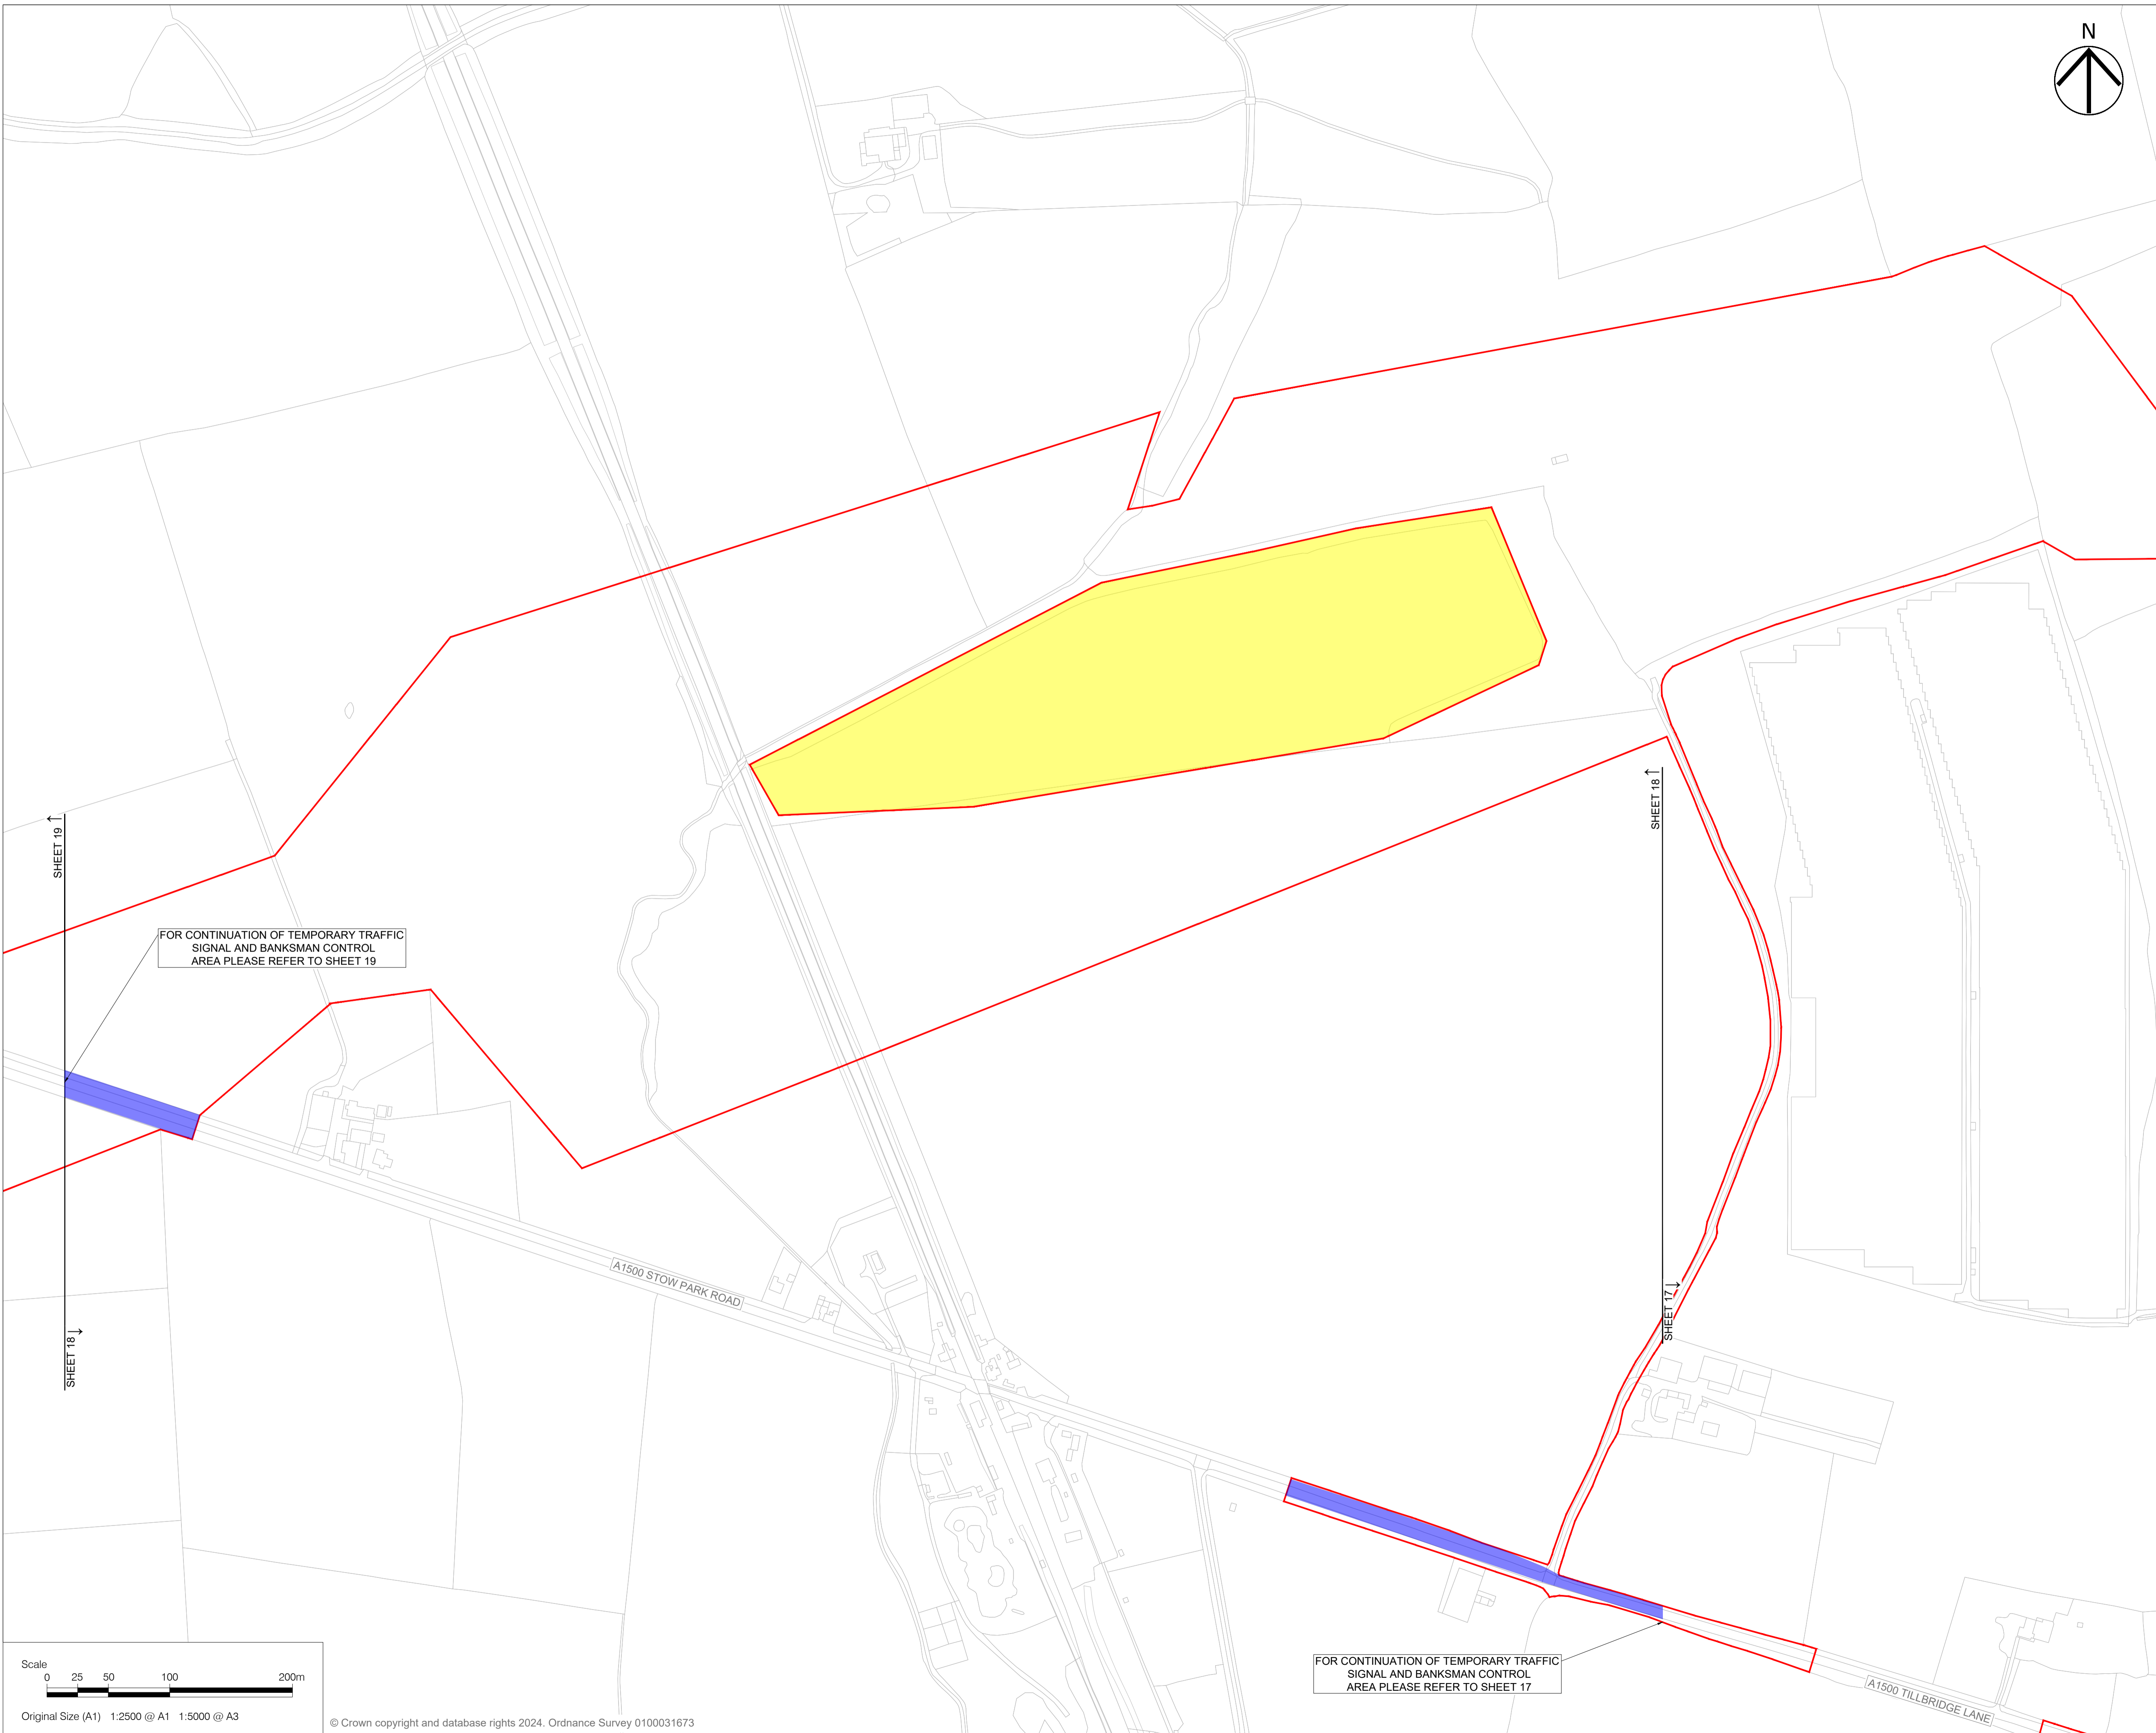 N
SHEET 19
SHEET 18
FOR CONTINUATION OF TEMPORARY TRAFFIC
SIGNAL AND BANKSMAN CONTROL
AREA PLEASE REFER TO SHEET 19
A1500 STOW PARK ROAD
SHEET 17
SHEET 18
FOR CONTINUATION OF TEMPORARY TRAFFIC
SIGNAL AND BANKSMAN CONTROL
AREA PLEASE REFER TO SHEET 17
A1500 TILLBRIDGE LANE
Scale
0 25 50 100 200m
Original Size (A1) 1:2500 @ A1 1:5000 @ A3
© Crown copyright and database rights 2024. Ordnance Survey 0100031673